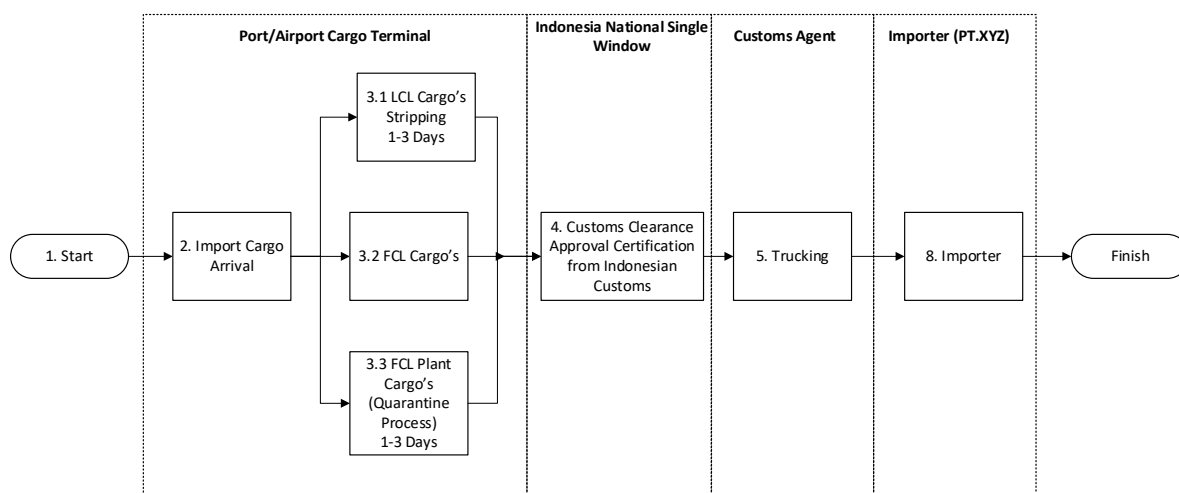 Port/Airport Cargo Terminal
Indonesia National Single
Window
Customs Agent
Importer (PT.XYZ)
1. Start
2. Import Cargo
Arrival
3.1 LCL Cargo’s
Stripping
1-3 Days
3.2 FCL Cargo’s
3.3 FCL Plant
Cargo’s
(Quarantine
Process)
1-3 Days
4. Customs Clearance
Approval Certification
from Indonesian
Customs
5. Trucking
8. Importer
Finish